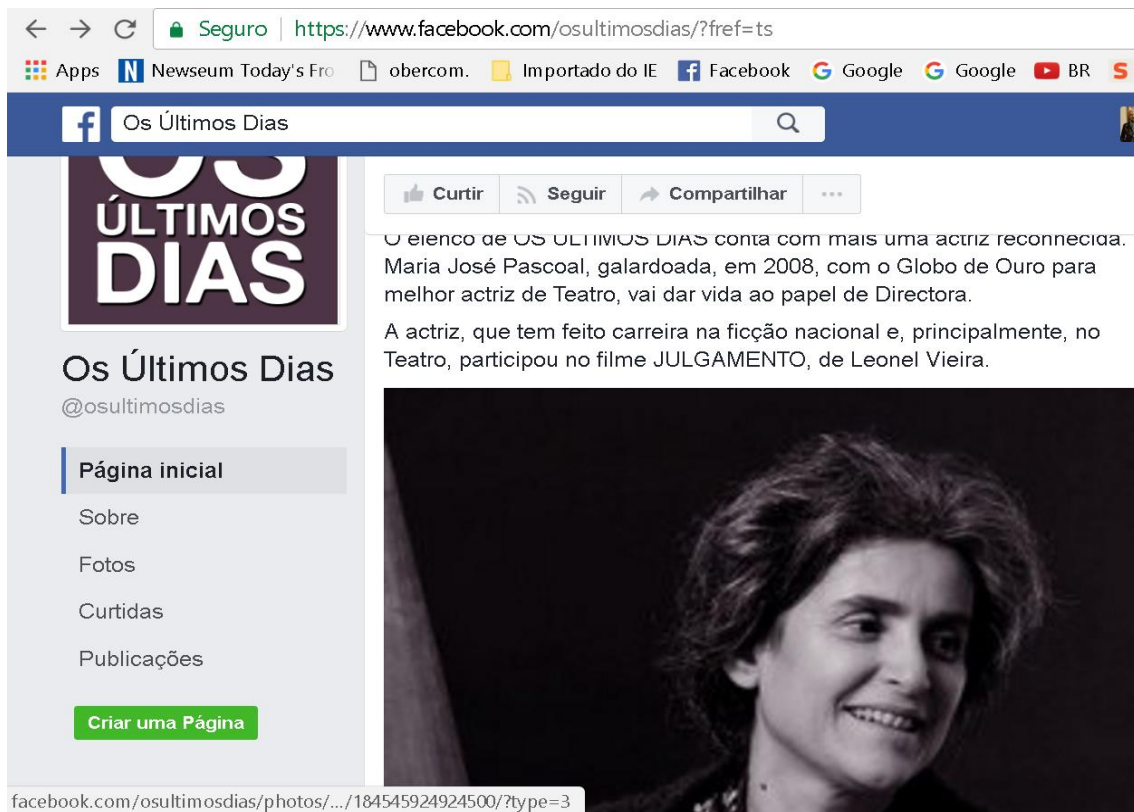 Seguro https://www.facebook.com/osultimosdias/?fref=ts
Apps N Newseum Today's Fro obercom. Importado do IE Facebook Google Google BR S
f Os Últimos Dias
OS
ÚLTIMOS
DIAS
Os Últimos Dias
@osultimosdias
Página inicial
Sobre
Fotos
Curtidas
Publicações
Criar uma Página
Curtir Seguir Compartilhar ...
O elenco de OS ÚLTIMOS DIAS conta com mais uma actriz reconhecida.
Maria José Pascoal, galardoada, em 2008, com o Globo de Ouro para
melhor actriz de Teatro, vai dar vida ao papel de Directora.
A actriz, que tem feito carreira na ficção nacional e, principalmente, no
Teatro, participou no filme JULGAMENTO, de Leonel Vieira.
facebook.com/osultimosdias/photos/.../184545924924500/?type=3